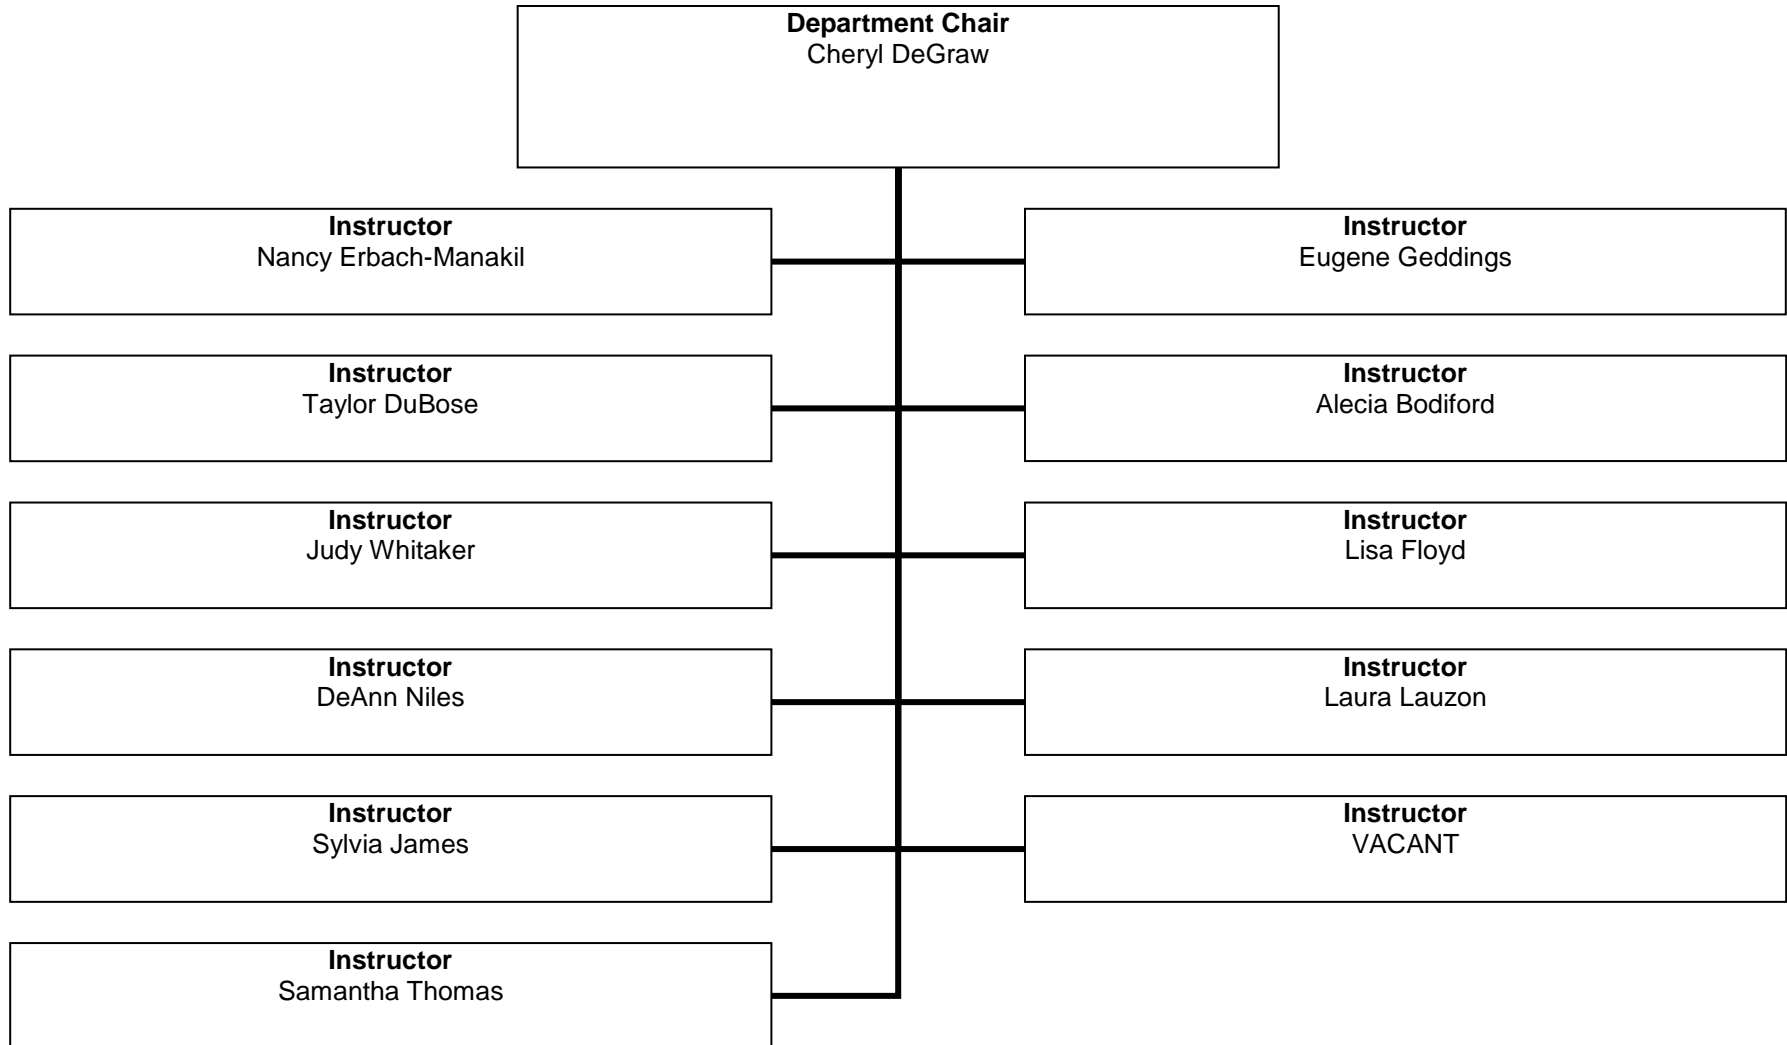 Department Chair
Cheryl DeGraw
Instructor
Nancy Erbach-Manakil
Instructor
Eugene Geddings
Instructor
Taylor DuBose
Instructor
Alecia Bodiford
Instructor
Judy Whitaker
Instructor
Lisa Floyd
Instructor
DeAnn Niles
Instructor
Laura Lauzon
Instructor
Sylvia James
Instructor
VACANT
Instructor
Samantha Thomas